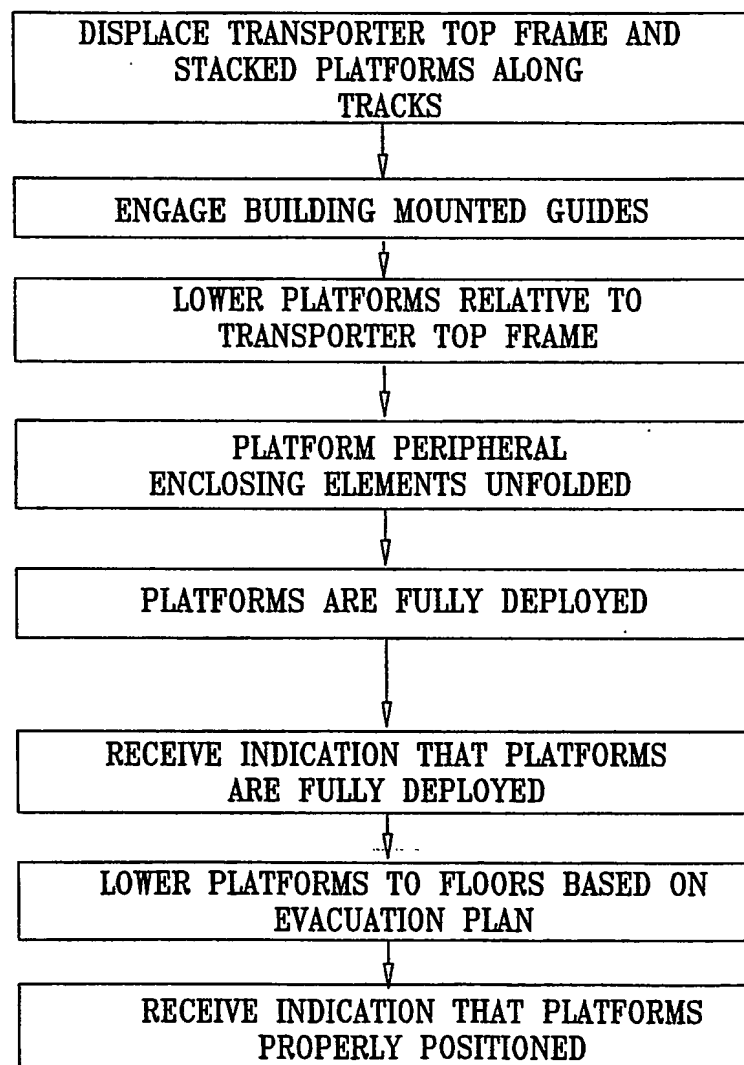 DISPLACE TRANSPORTER TOP FRAME AND
STACKED PLATFORMS ALONG
TRACKS
ENGAGE BUILDING MOUNTED GUIDES
LOWER PLATFORMS RELATIVE TO
TRANSPORTER TOP FRAME
PLATFORM PERIPHERAL
ENCLOSING ELEMENTS UNFOLDED
PLATFORMS ARE FULLY DEPLOYED
RECEIVE INDICATION THAT PLATFORMS
ARE FULLY DEPLOYED
LOWER PLATFORMS TO FLOORS BASED ON
EVACUATION PLAN
RECEIVE INDICATION THAT PLATFORMS
PROPERLY POSITIONED